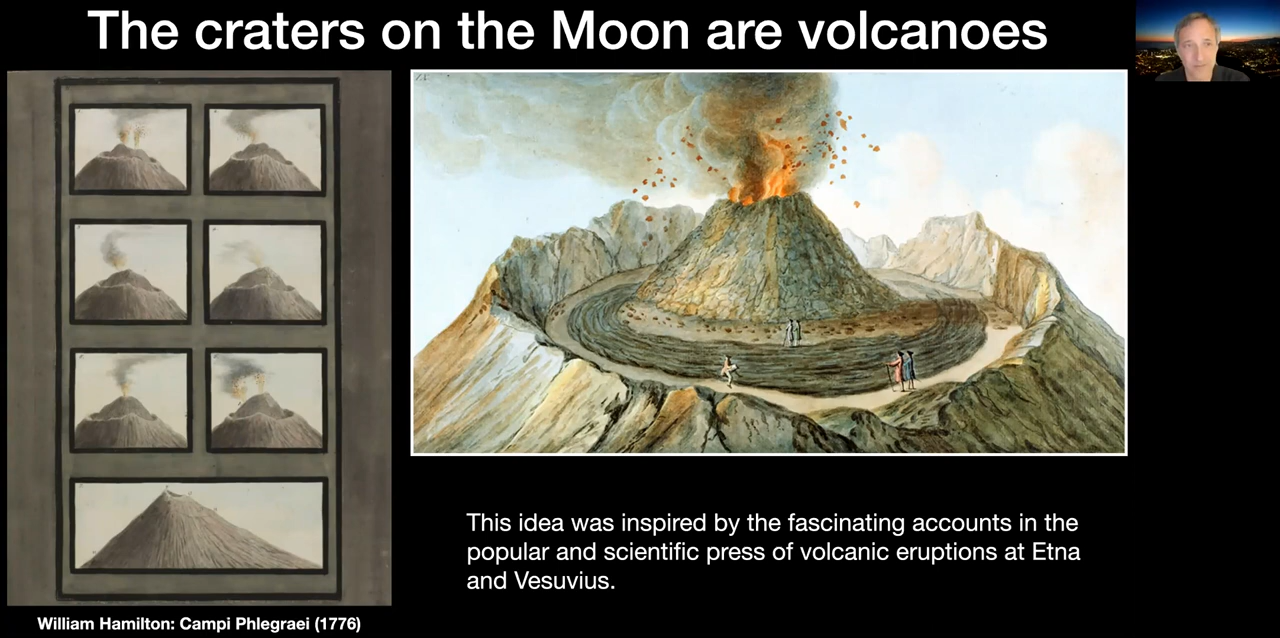 The craters on the Moon are volcanoes
This idea was inspired by the fascinating accounts in the
popular and scientific press of volcanic eruptions at Etna
and Vesuvius.
William Hamilton: Campi Phlegraei (1776)